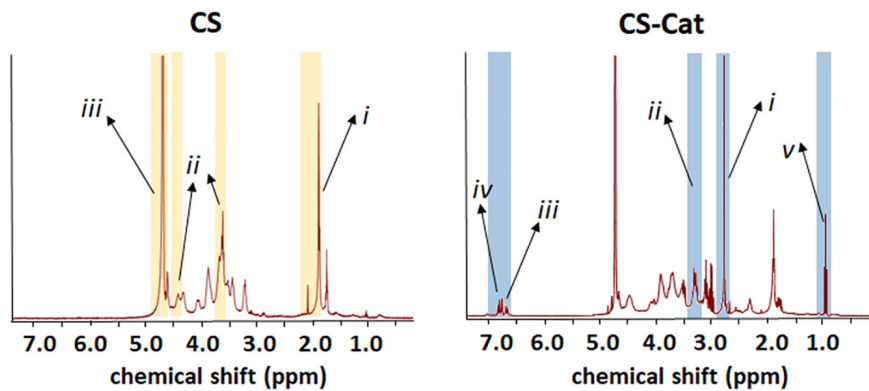 CS
CS-Cat
iii
ii
i
7.0 6.0 5.0 4.0 3.0 2.0 1.0
chemical shift (ppm)
ii
i
v
iv
iii
7.0 6.0 5.0 4.0 3.0 2.0 1.0
chemical shift (ppm)